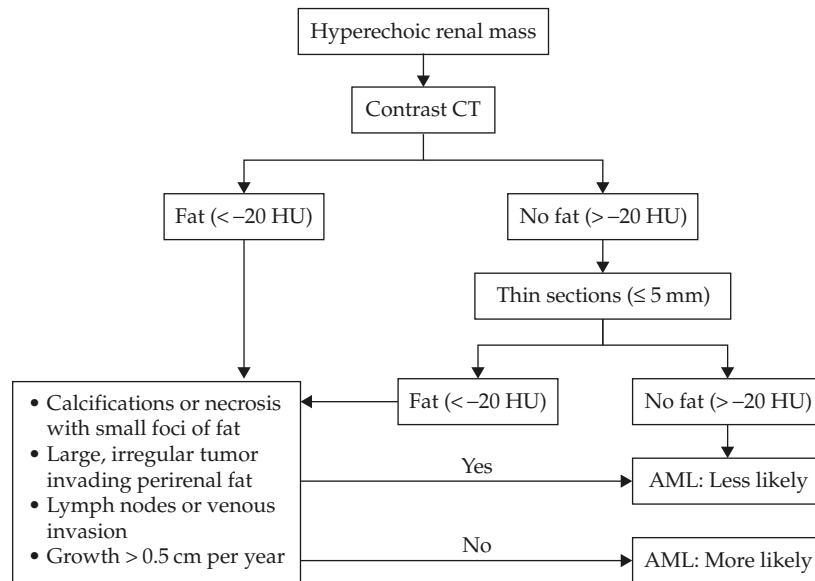 Hyperechoic renal mass
Contrast CT
Fat (< –20 HU)
No fat (> –20 HU)
Thin sections (≤ 5 mm)
Fat (< –20 HU)
No fat (> –20 HU)
• Calcifications or necrosis
with small foci of fat
• Large, irregular tumor
invading perirenal fat
• Lymph nodes or venous
invasion
• Growth > 0.5 cm per year
Yes
AML: Less likely
No
AML: More likely